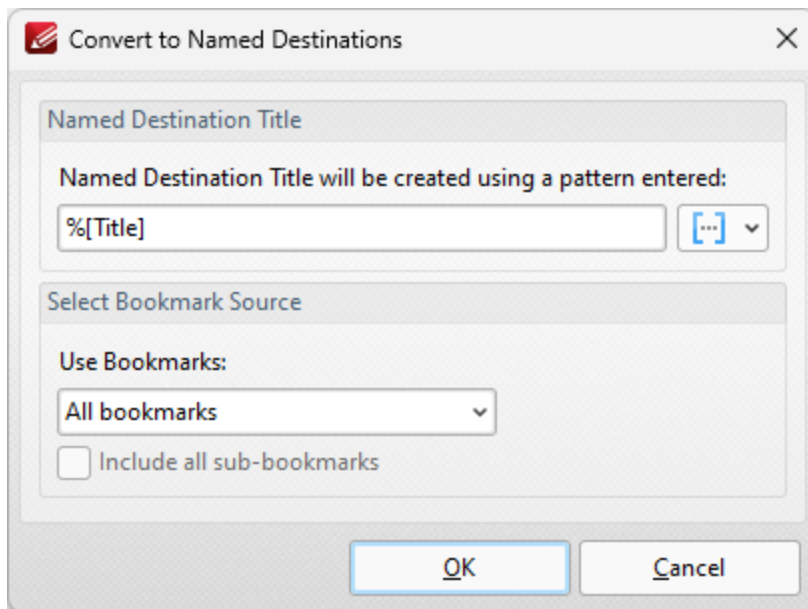 Convert to Named Destinations
Named Destination Title
Named Destination Title will be created using a pattern entered:
%[Title]
Select Bookmark Source
Use Bookmarks:
All bookmarks
Include all sub-bookmarks
OK Cancel